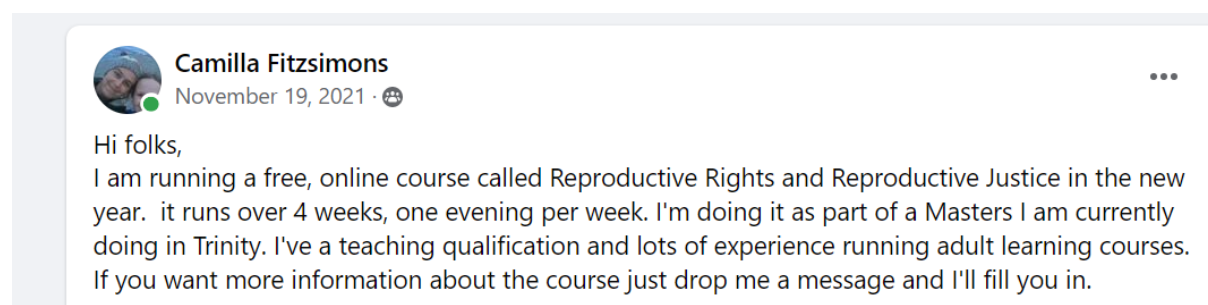 Camilla Fitzsimons
November 19, 2021 ·
Hi folks,
I am running a free, online course called Reproductive Rights and Reproductive Justice in the new
year.  it runs over 4 weeks, one evening per week. I'm doing it as part of a Masters I am currently
doing in Trinity. I've a teaching qualification and lots of experience running adult learning courses.
If you want more information about the course just drop me a message and I'll fill you in.